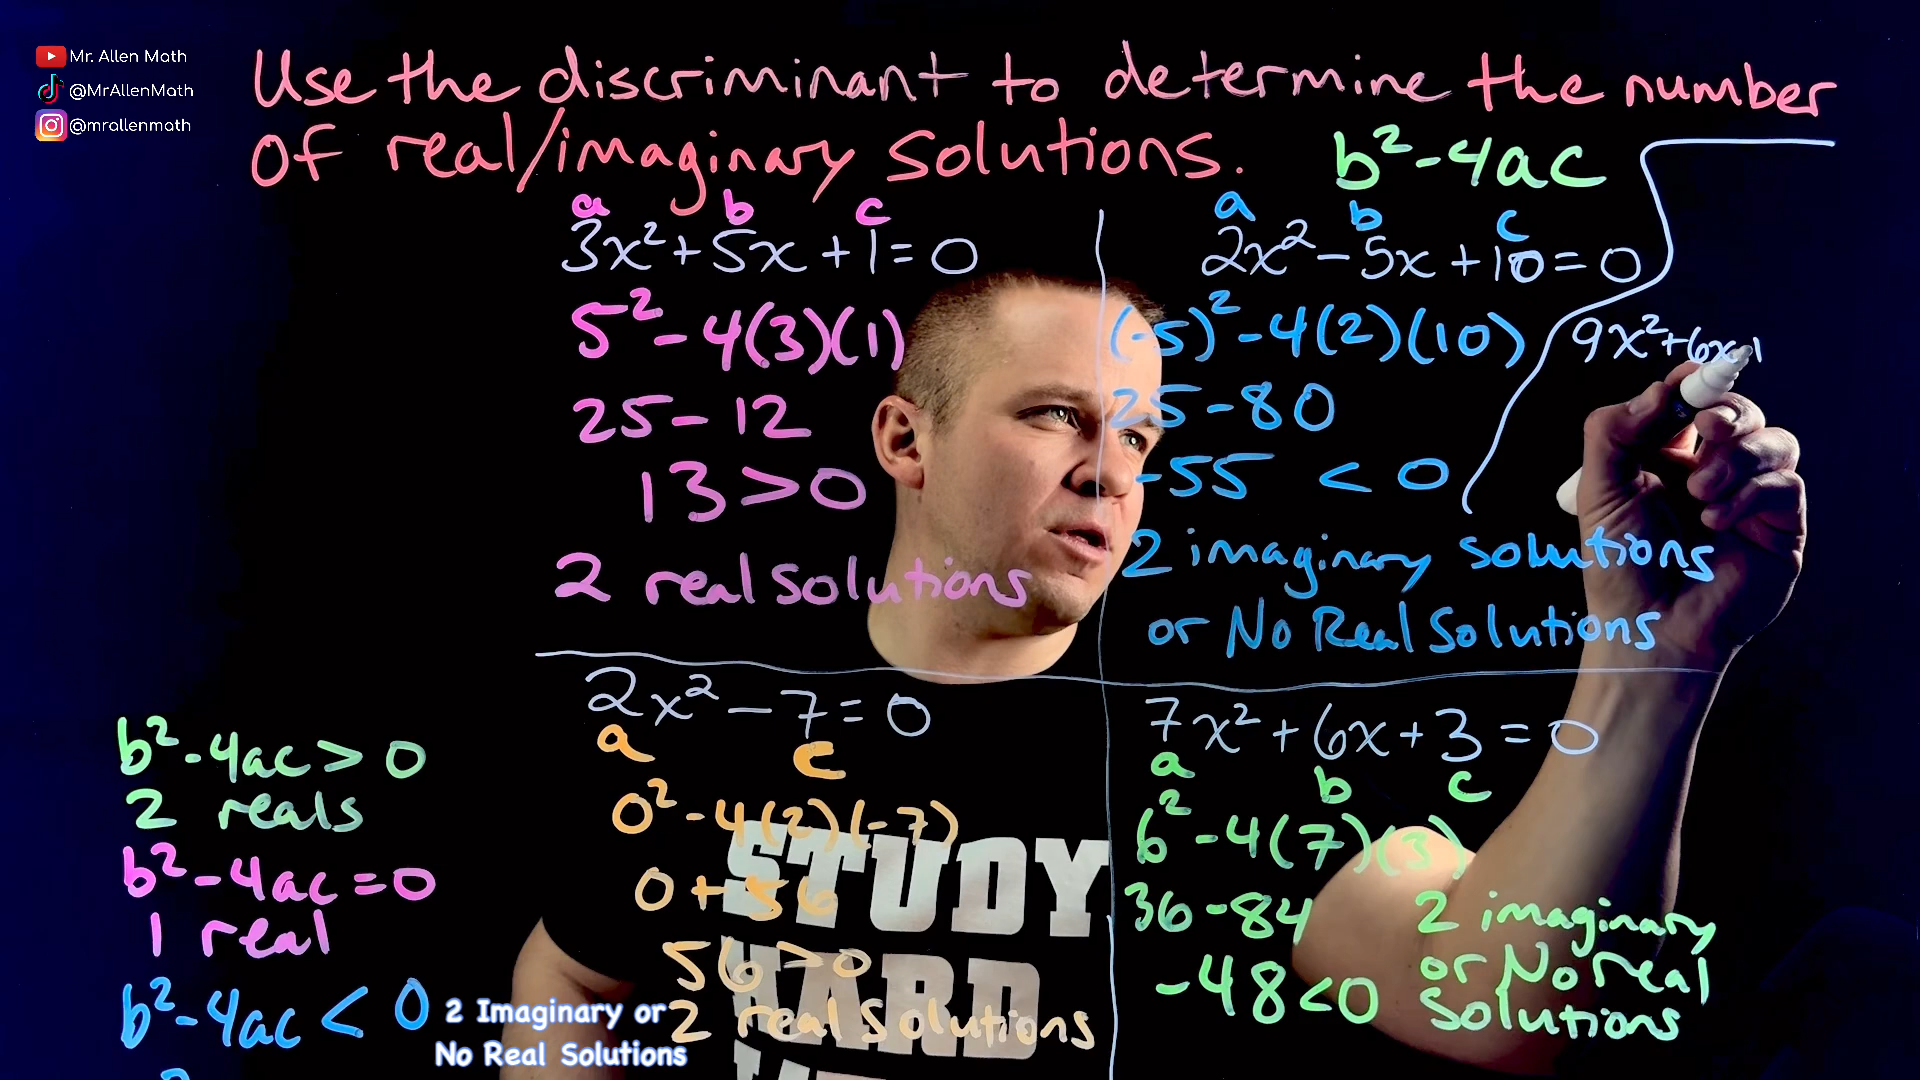 Mr. Allen Math
@MrAllenMath
@mrallenmath
Use the discriminant to determine the number
of real/imaginary solutions. b²-4ac
a b c
3x²+5x+1=0
5²-4(3)(1)
25-12
13>0
2 real solutions
a b c
2x²-5x+10=0
(-5)²-4(2)(10)
25-80
-55 < 0
2 imaginary solutions
or No Real Solutions
9x²+6x+1
2x²-7=0
a c
0²-4(2)(-7)
0+56
56>0
2 real solutions
7x²+6x+3=0
a b c
6²-4(7)(3)
36-84
-48<0
2 imaginary
or No real
solutions
b²-4ac>0
2 reals
b²-4ac=0
1 real
b²-4ac<0
2 Imaginary or
No Real Solutions
STUDY
HARD